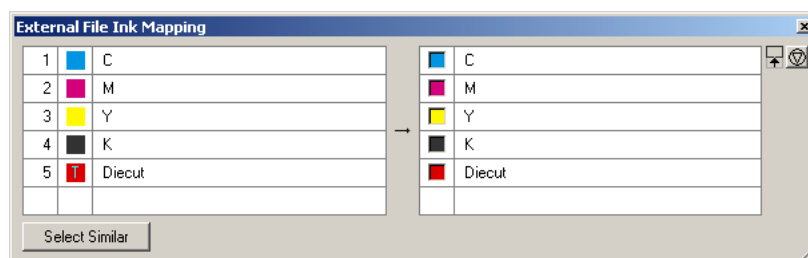 External File Ink Mapping
1 C C
2 M M
3 Y Y
4 K K
5 T Diecut Diecut
Select Similar